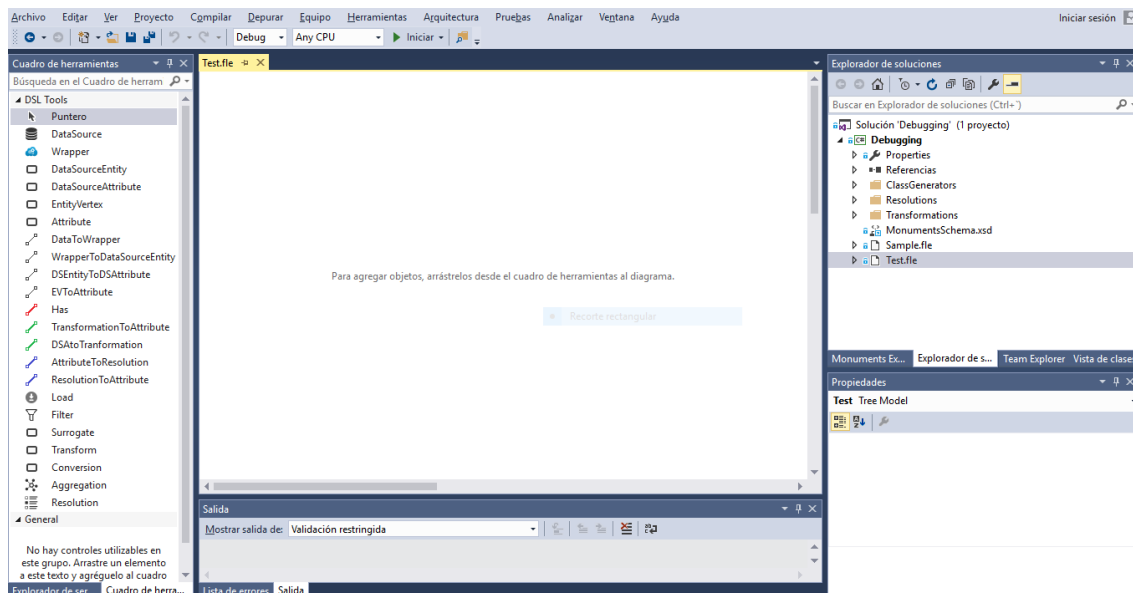 Archivo Editar Ver Proyecto Compilar Depurar Equipo Herramientas Arquitectura Pruebas Analizar Ventana Ayuda Iniciar sesión
Debug Any CPU Iniciar
Cuadro de herramientas
Búsqueda en el Cuadro de herram
DSL Tools
Puntero
DataSource
Wrapper
DataSourceEntity
DataSourceAttribute
EntityVertex
Attribute
DataToWrapper
WrapperToDataSourceEntity
DSEntityToDSAttribute
EVToAttribute
Has
TransformationToAttribute
DSAtoTranformation
AttributeToResolution
ResolutionToAttribute
Load
Filter
Surrogate
Transform
Conversion
Aggregation
Resolution
General
No hay controles utilizables en
este grupo. Arrastre un elemento
a este texto y agréguelo al cuadro
Explorador de ser... Cuadro de herra...
Test.fle
Para agregar objetos, arrástrelos desde el cuadro de herramientas al diagrama.
Recorte rectangular
Salida
Mostrar salida de: Validación restringida
Lista de errores Salida
Explorador de soluciones
Buscar en Explorador de soluciones (Ctrl+¨)
Solución 'Debugging' (1 proyecto)
C# Debugging
Properties
Referencias
ClassGenerators
Resolutions
Transformations
MonumentsSchema.xsd
Sample.fle
Test.fle
Monuments Ex... Explorador de s... Team Explorer Vista de clase
Propiedades
Test Tree Model